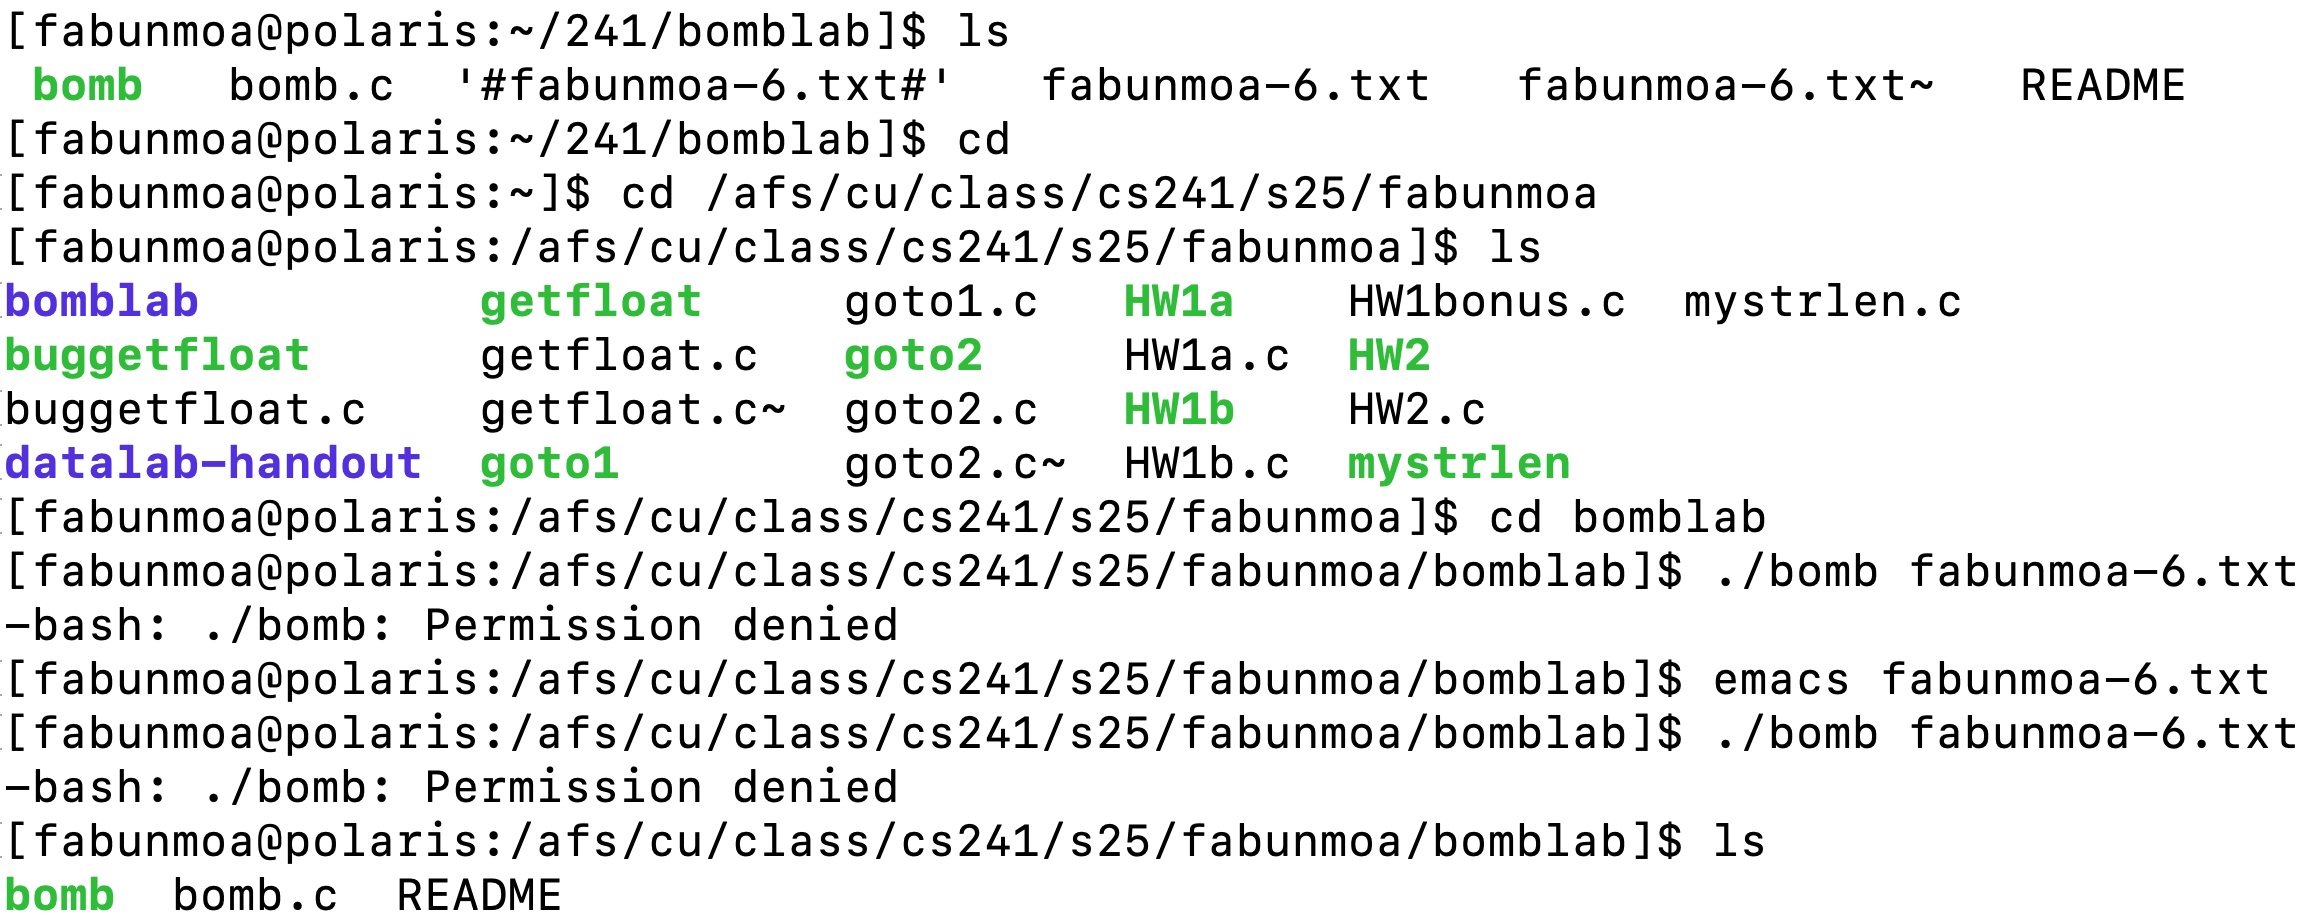 [fabunmoa@polaris:~/241/bomblab]$ ls
 bomb   bomb.c  '#fabunmoa-6.txt#'   fabunmoa-6.txt   fabunmoa-6.txt~   README
[fabunmoa@polaris:~/241/bomblab]$ cd
[fabunmoa@polaris:~]$ cd /afs/cu/class/cs241/s25/fabunmoa
[fabunmoa@polaris:/afs/cu/class/cs241/s25/fabunmoa]$ ls
bomblab          getfloat     goto1.c   HW1a    HW1bonus.c  mystrlen.c
buggetfloat      getfloat.c   goto2     HW1a.c  HW2
buggetfloat.c    getfloat.c~  goto2.c   HW1b    HW2.c
datalab-handout  goto1        goto2.c~  HW1b.c  mystrlen
[fabunmoa@polaris:/afs/cu/class/cs241/s25/fabunmoa]$ cd bomblab
[fabunmoa@polaris:/afs/cu/class/cs241/s25/fabunmoa/bomblab]$ ./bomb fabunmoa-6.txt
-bash: ./bomb: Permission denied
[fabunmoa@polaris:/afs/cu/class/cs241/s25/fabunmoa/bomblab]$ emacs fabunmoa-6.txt
[fabunmoa@polaris:/afs/cu/class/cs241/s25/fabunmoa/bomblab]$ ./bomb fabunmoa-6.txt
-bash: ./bomb: Permission denied
[fabunmoa@polaris:/afs/cu/class/cs241/s25/fabunmoa/bomblab]$ ls
bomb  bomb.c  README